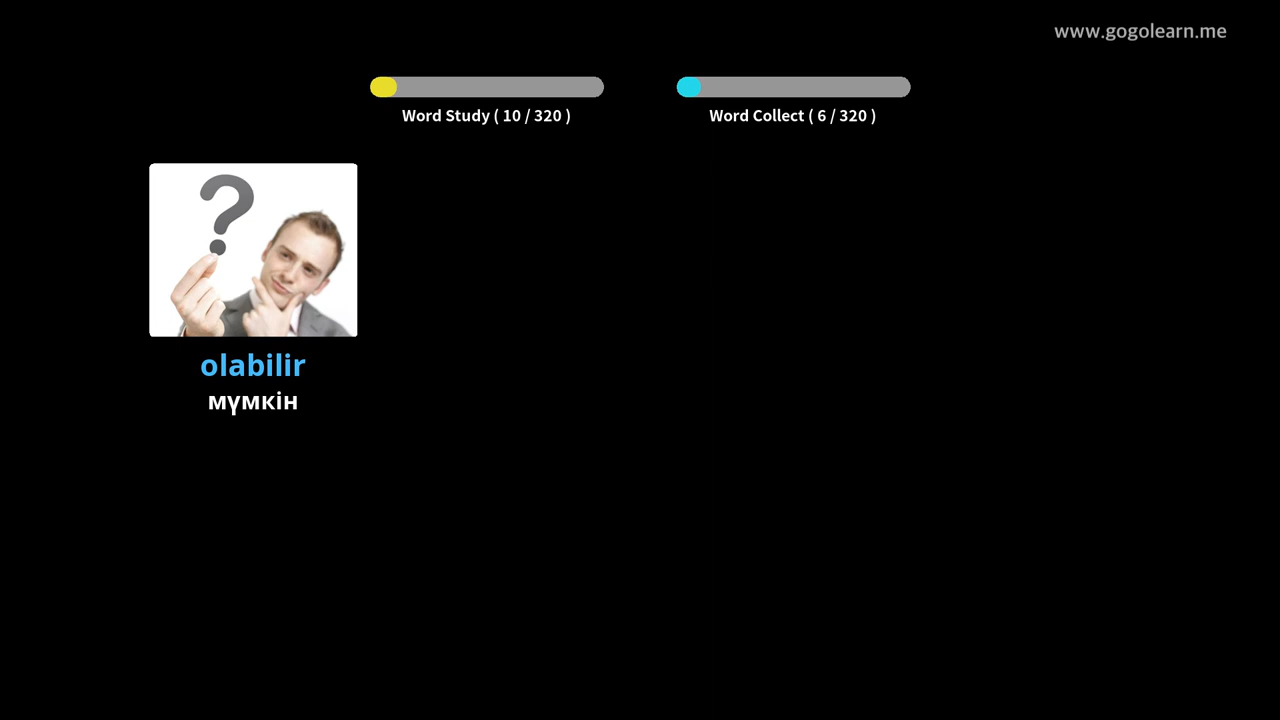 www.gogolearn.me
Word Study ( 10 / 320 )
Word Collect ( 6 / 320 )
?
olabilir
мүмкін